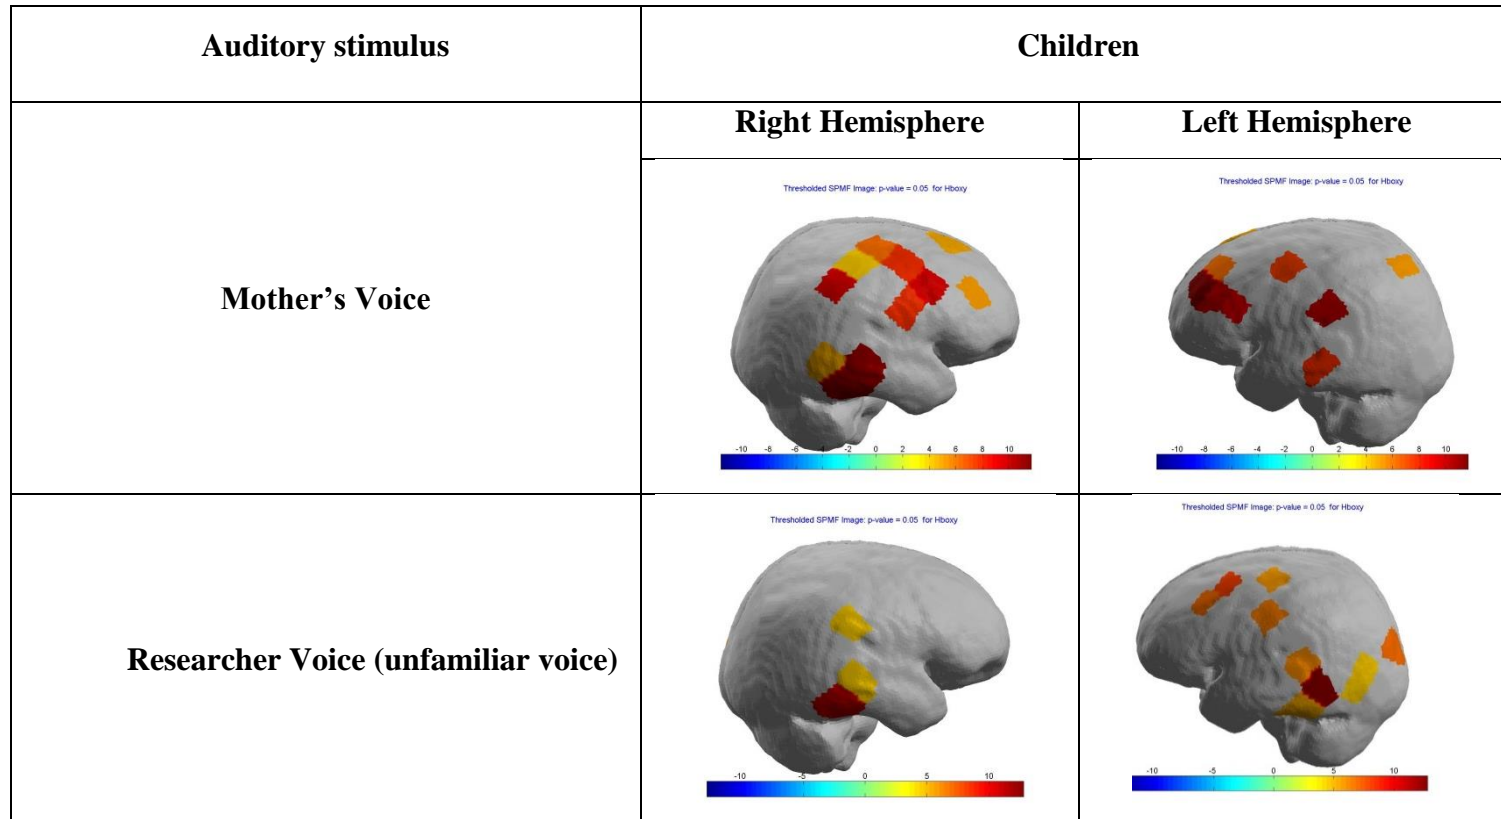 Auditory stimulus
Children
Right Hemisphere
Left Hemisphere
Mother’s Voice
Thresholded SPMF Image: p-value = 0.05 for Hboxy
-10 -8 -6 -4 -2 0 2 4 6 8 10
Thresholded SPMF Image: p-value = 0.05 for Hboxy
-10 -8 -6 -4 -2 0 2 4 6 8 10
Researcher Voice (unfamiliar voice)
Thresholded SPMF Image: p-value = 0.05 for Hboxy
-10 -5 0 5 10
Thresholded SPMF Image: p-value = 0.05 for Hboxy
-10 -5 0 5 10